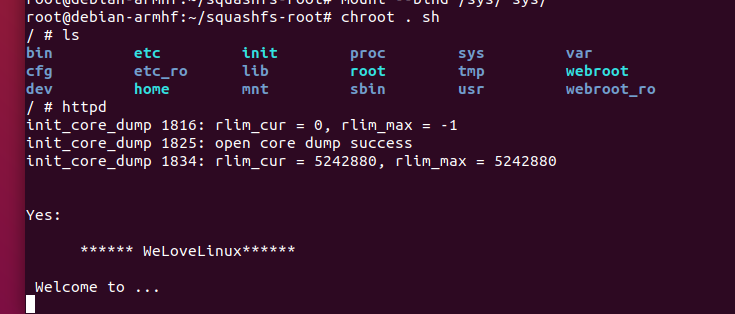 root@debian-armhf:~/squashfs-root# mount --bind /sys/ sys/
root@debian-armhf:~/squashfs-root# chroot . sh
/ # ls
bin etc init proc sys var
cfg etc_ro lib root tmp webroot
dev home mnt sbin usr webroot_ro
/ # httpd
init_core_dump 1816: rlim_cur = 0, rlim_max = -1
init_core_dump 1825: open core dump success
init_core_dump 1834: rlim_cur = 5242880, rlim_max = 5242880
Yes:
****** WeLoveLinux******
Welcome to ...